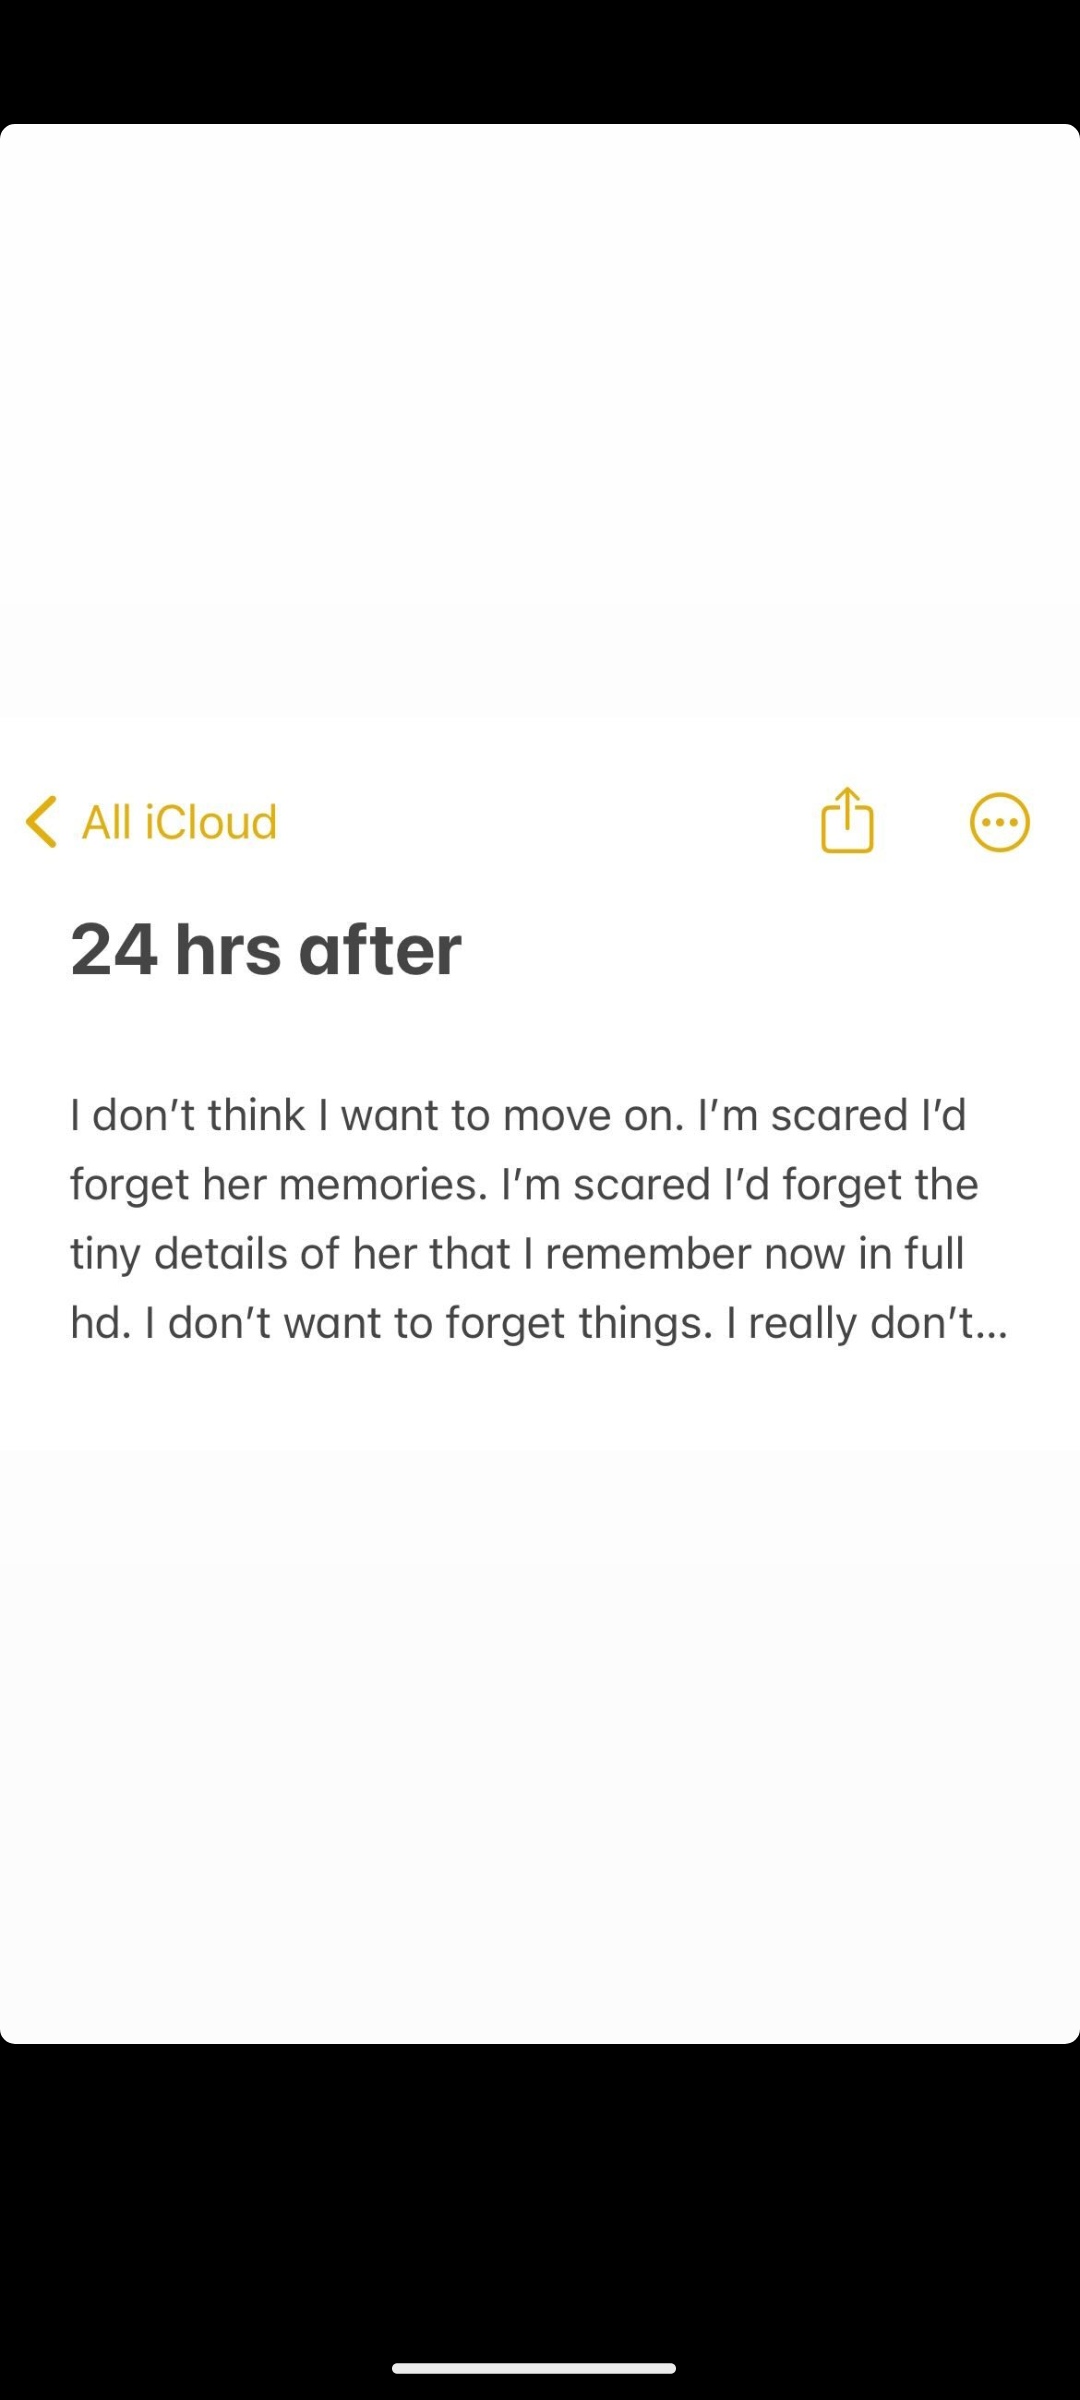 All iCloud
24 hrs after
I don’t think I want to move on. I’m scared I’d
forget her memories. I’m scared I’d forget the
tiny details of her that I remember now in full
hd. I don’t want to forget things. I really don’t...